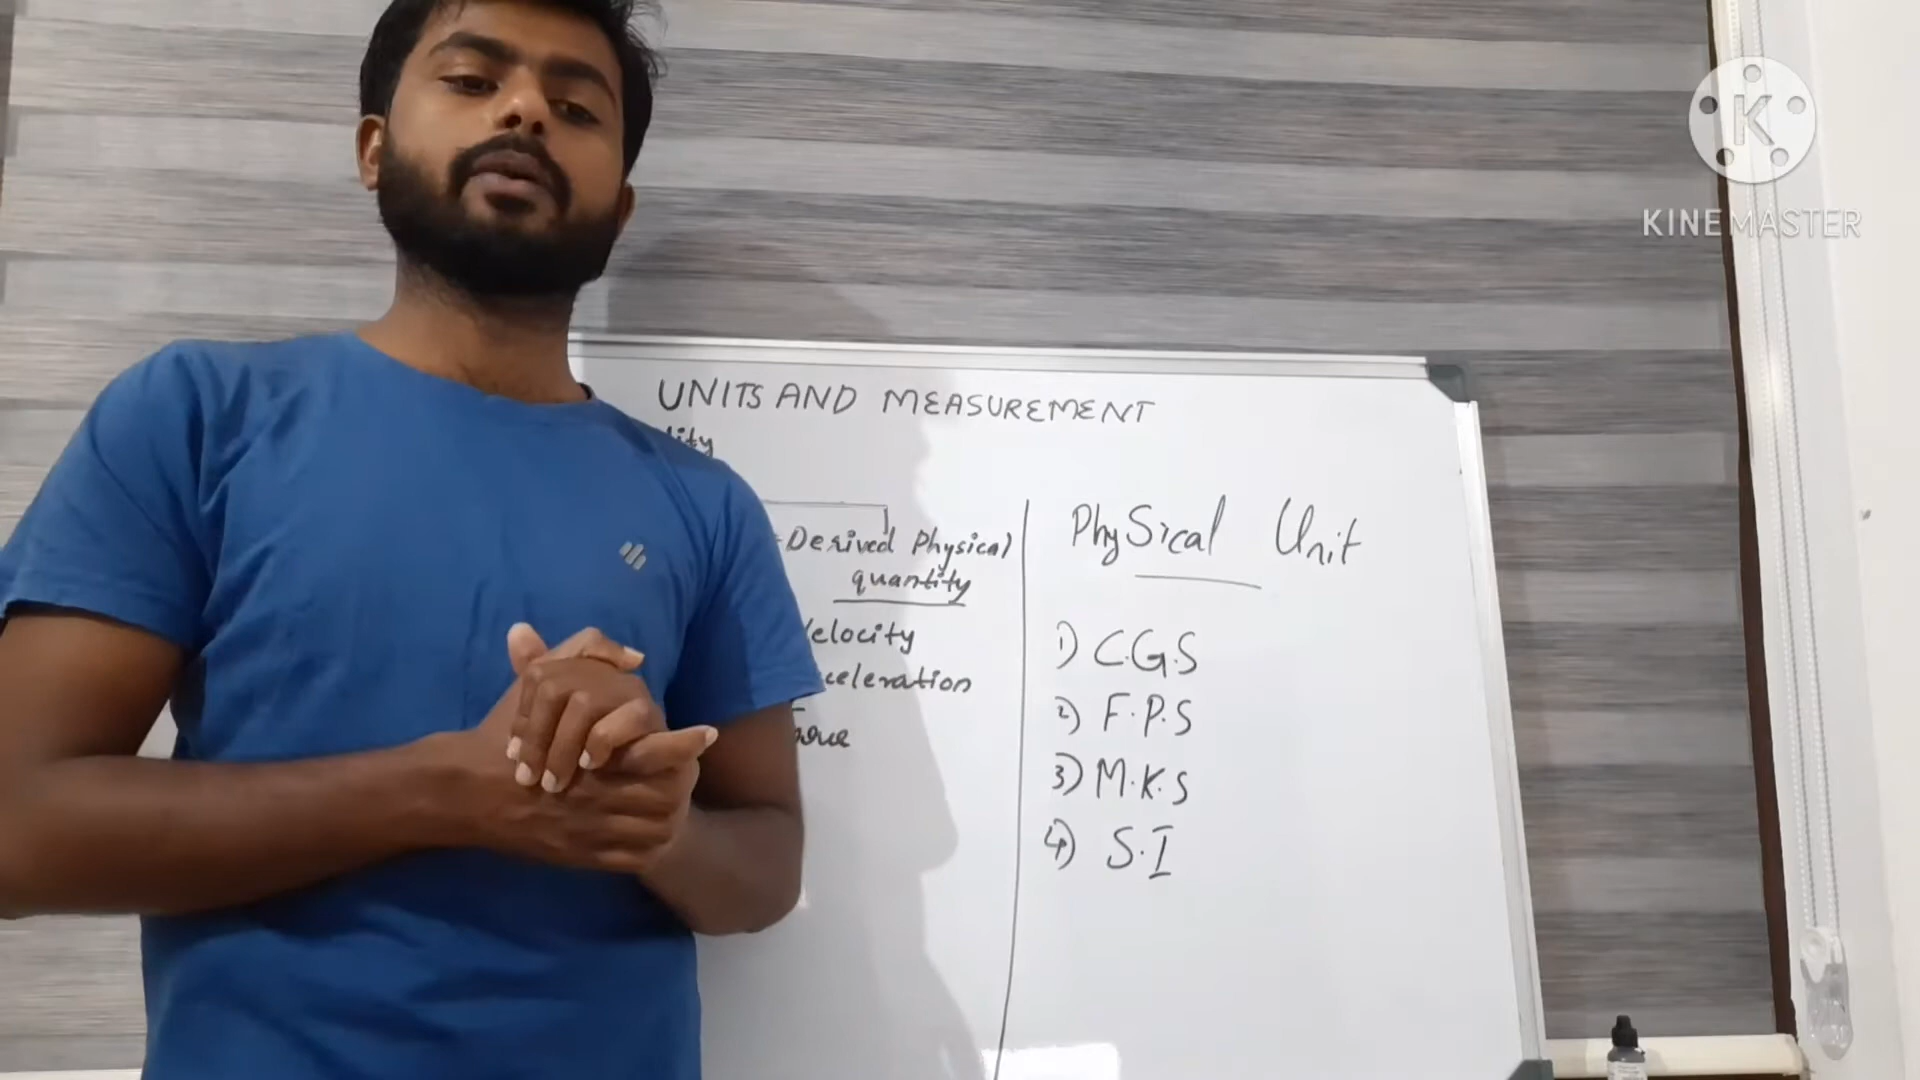 K
KINEMASTER
UNITS AND MEASUREMENT
Derived Physical
quantity
Physical Unit
1) C.G.S
2) F.P.S
3) M.K.S
4) S.I